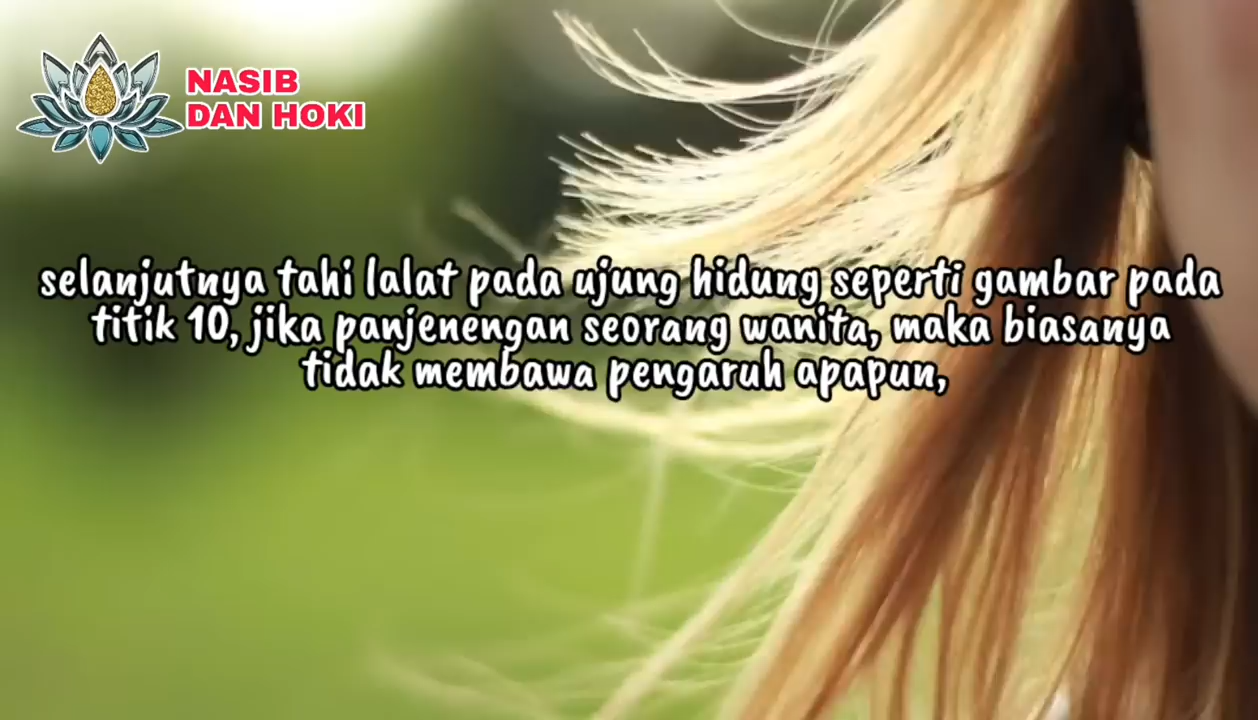 NASIB
DAN HOKI
selanjutnya tahi lalat pada ujung hidung seperti gambar pada
titik 10, jika panjenengan seorang wanita, maka biasanya
tidak membawa pengaruh apapun,